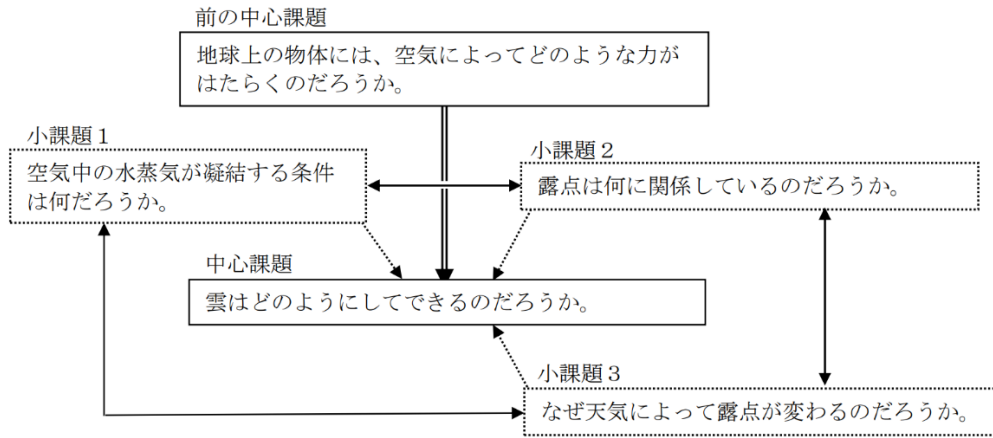 前の中心課題
地球上の物体には、空気によってどのような力が
はたらくのだろうか。
小課題１
空気中の水蒸気が凝結する条件
は何だろうか。
小課題２
露点は何に関係しているのだろうか。
中心課題
雲はどのようにしてできるのだろうか。
小課題３
なぜ天気によって露点が変わるのだろうか。